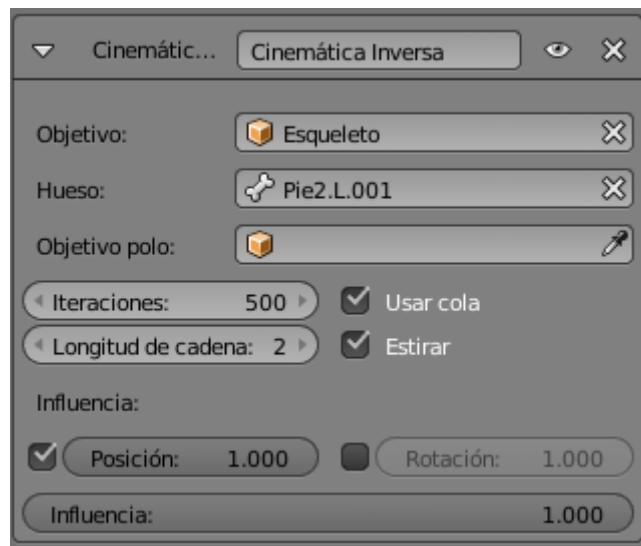 Cinemátic... Cinemática Inversa
Objetivo: Esqueleto
Hueso: Pie2.L.001
Objetivo polo:
Iteraciones: 500 Usar cola
Longitud de cadena: 2 Estirar
Influencia:
Posición: 1.000 Rotación: 1.000
Influencia: 1.000